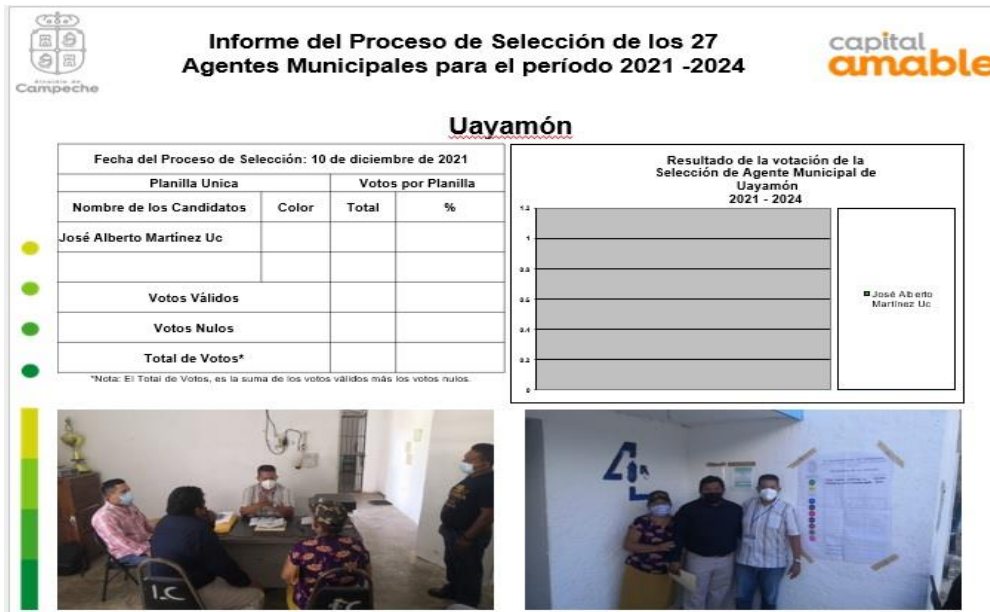 Alcaldía de
Campeche
Informe del Proceso de Selección de los 27
Agentes Municipales para el período 2021 -2024
capital
amable
Uayamón
Fecha del Proceso de Selección: 10 de diciembre de 2021
Planilla Unica Votos por Planilla
Nombre de los Candidatos Color Total %
José Alberto Martínez Uc
Votos Válidos
Votos Nulos
Total de Votos*
*Nota: El Total de Votos, es la suma de los votos válidos más los votos nulos.
Resultado de la votación de la
Selección de Agente Municipal de
Uayamón
2021 - 2024
1.2
1
0.8
0.6
0.4
0.2
0
José Alberto
Martínez Uc
I.C